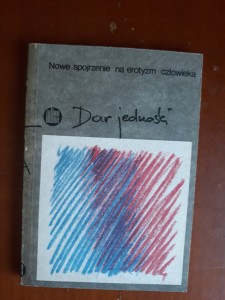 Nowe spojrzenie na erotyzm człowieka
Dar jedności